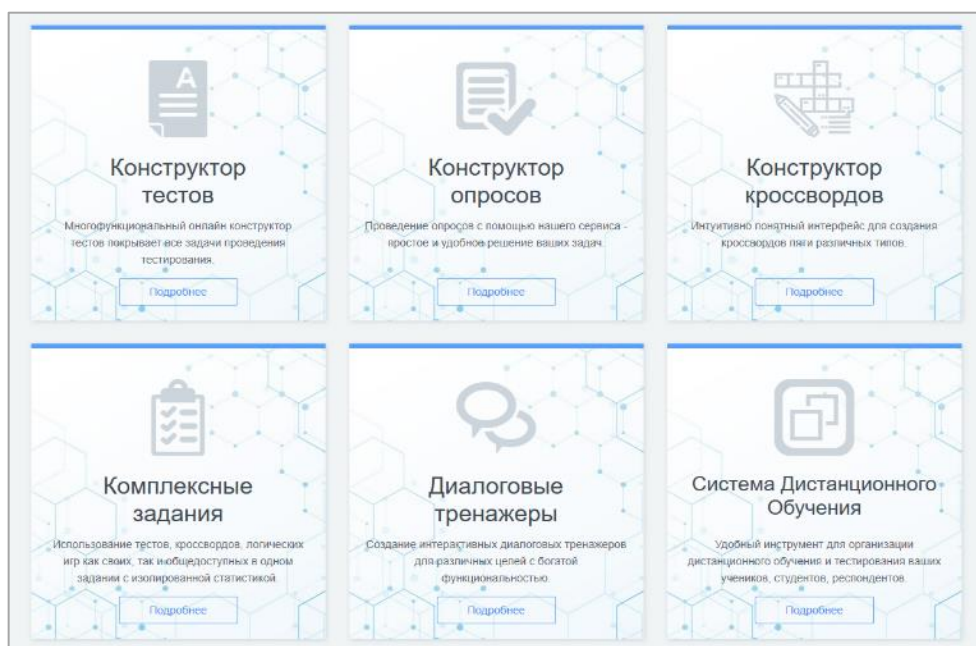 Конструктор
тестов
Многофункциональный онлайн конструктор
тестов покрывает все задачи проведения
тестирования.
Подробнее
Конструктор
опросов
Проведение опросов с помощью нашего сервиса -
простое и удобное решение ваших задач.
Подробнее
Конструктор
кроссвордов
Интуитивно понятный интерфейс для создания
кроссвордов пяти различных типов.
Подробнее
Комплексные
задания
Использование тестов, кроссвордов, логических
игр как своих, так и общедоступных в одном
задании с изолированной статистикой.
Подробнее
Диалоговые
тренажеры
Создание интерактивных диалоговых тренажеров
для различных целей с богатой
функциональностью.
Подробнее
Система Дистанционного
Обучения
Удобный инструмент для организации
дистанционного обучения и тестирования ваших
учеников, студентов, респондентов.
Подробнее